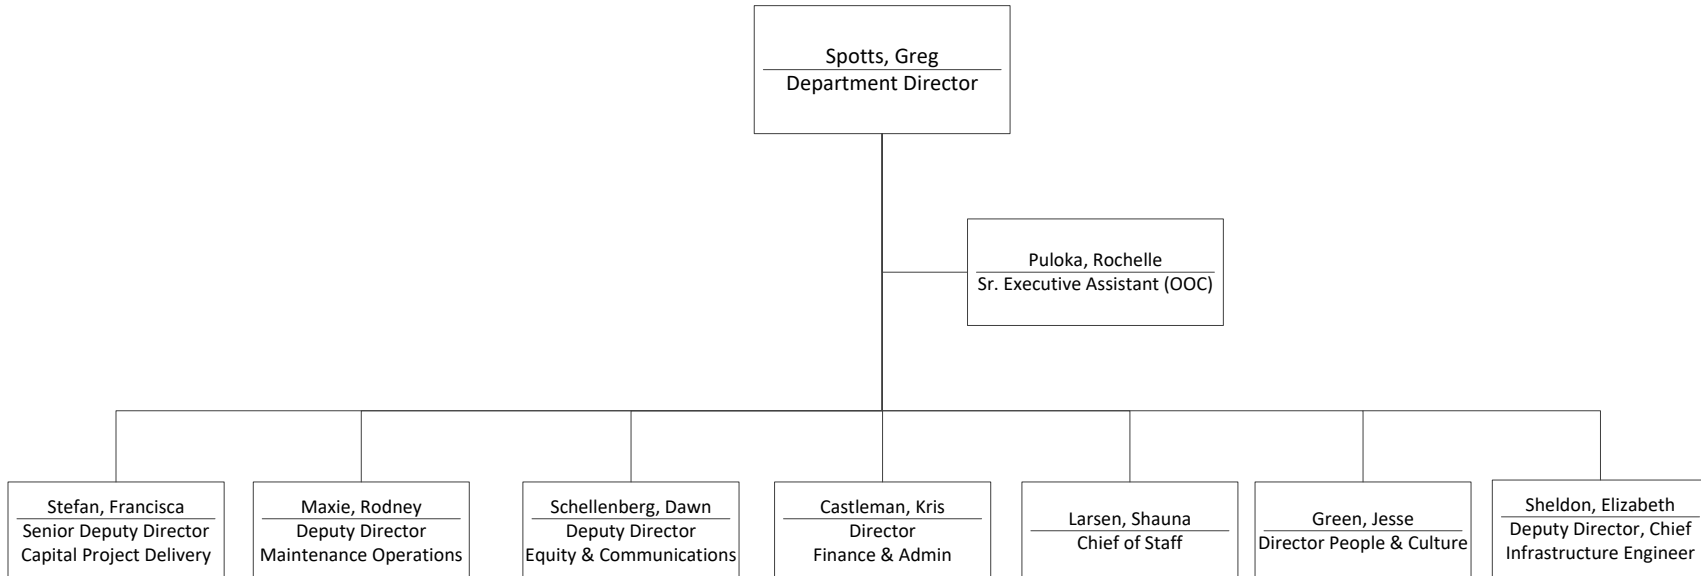 Spotts, Greg
Department Director
Puloka, Rochelle
Sr. Executive Assistant (OOC)
Stefan, Francisca
Senior Deputy Director
Capital Project Delivery
Maxie, Rodney
Deputy Director
Maintenance Operations
Schellenberg, Dawn
Deputy Director
Equity & Communications
Castleman, Kris
Director
Finance & Admin
Larsen, Shauna
Chief of Staff
Green, Jesse
Director People & Culture
Sheldon, Elizabeth
Deputy Director, Chief
Infrastructure Engineer